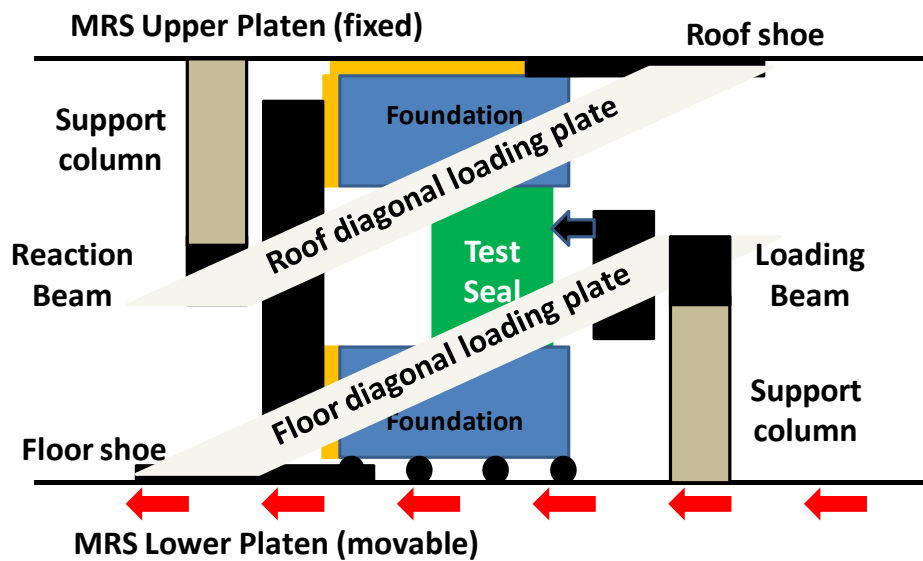 MRS Upper Platen (fixed)
Roof shoe
Support
column
Foundation
Roof diagonal loading plate
Reaction
Beam
Test
Seal
Loading
Beam
Floor diagonal loading plate
Foundation
Support
column
Floor shoe
MRS Lower Platen (movable)